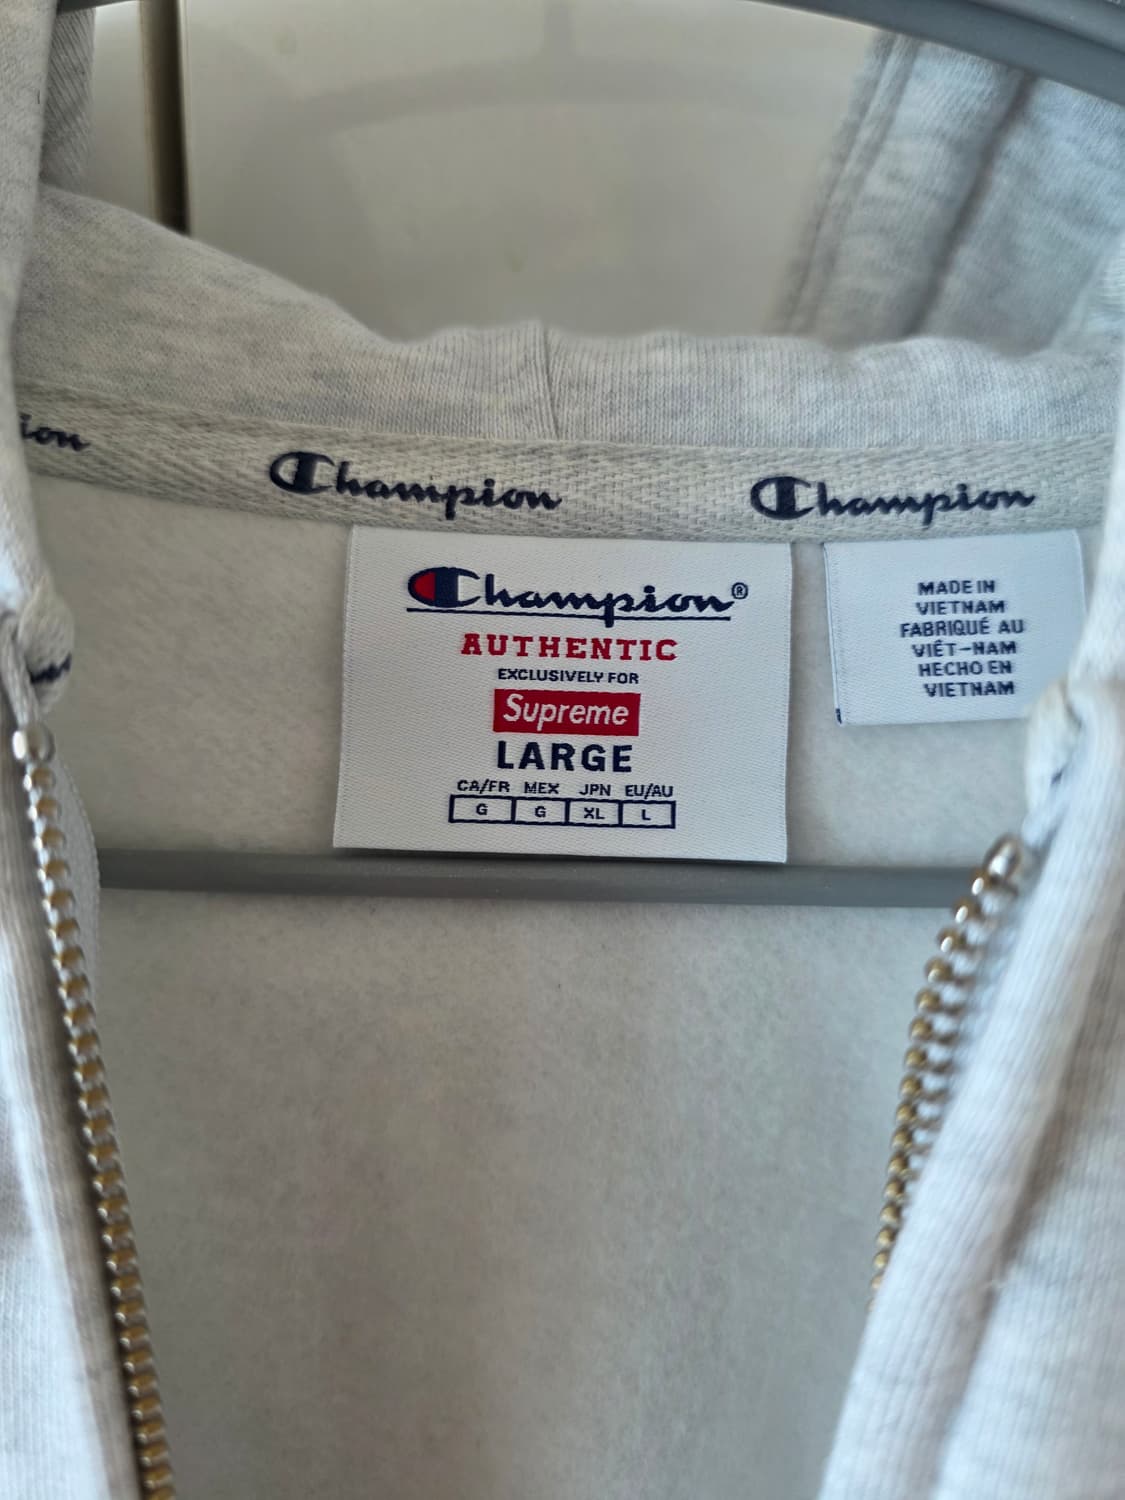 ion Champion Champion
Champion®
AUTHENTIC
EXCLUSIVELY FOR
Supreme
LARGE
CA/FR MEX JPN EU/AU
G G XL L
MADE IN
VIETNAM
FABRIQUÉ AU
VIÊT-NAM
HECHO EN
VIETNAM